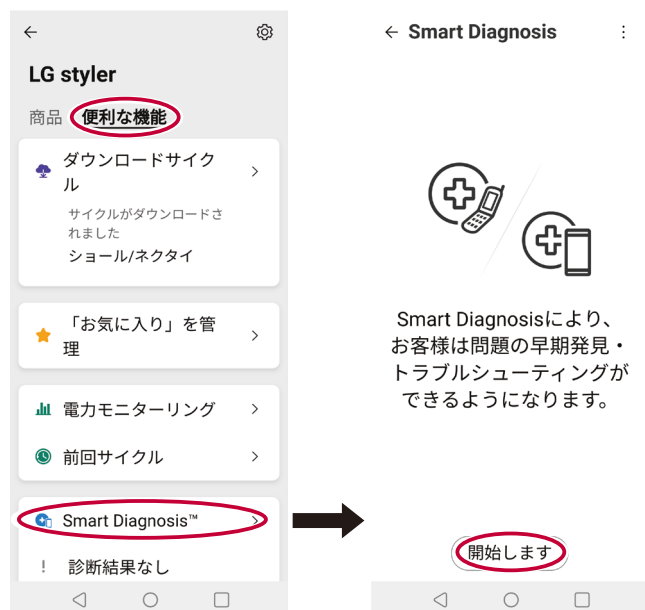 LG styler
商品 便利な機能
ダウンロードサイク
ル
サイクルがダウンロードさ
れました
ショール/ネクタイ
「お気に入り」を管
理
電力モニターリング
前回サイクル
Smart Diagnosis™
! 診断結果なし
Smart Diagnosis
Smart Diagnosisにより、
お客様は問題の早期発見・
トラブルシューティングが
できるようになります。
開始します